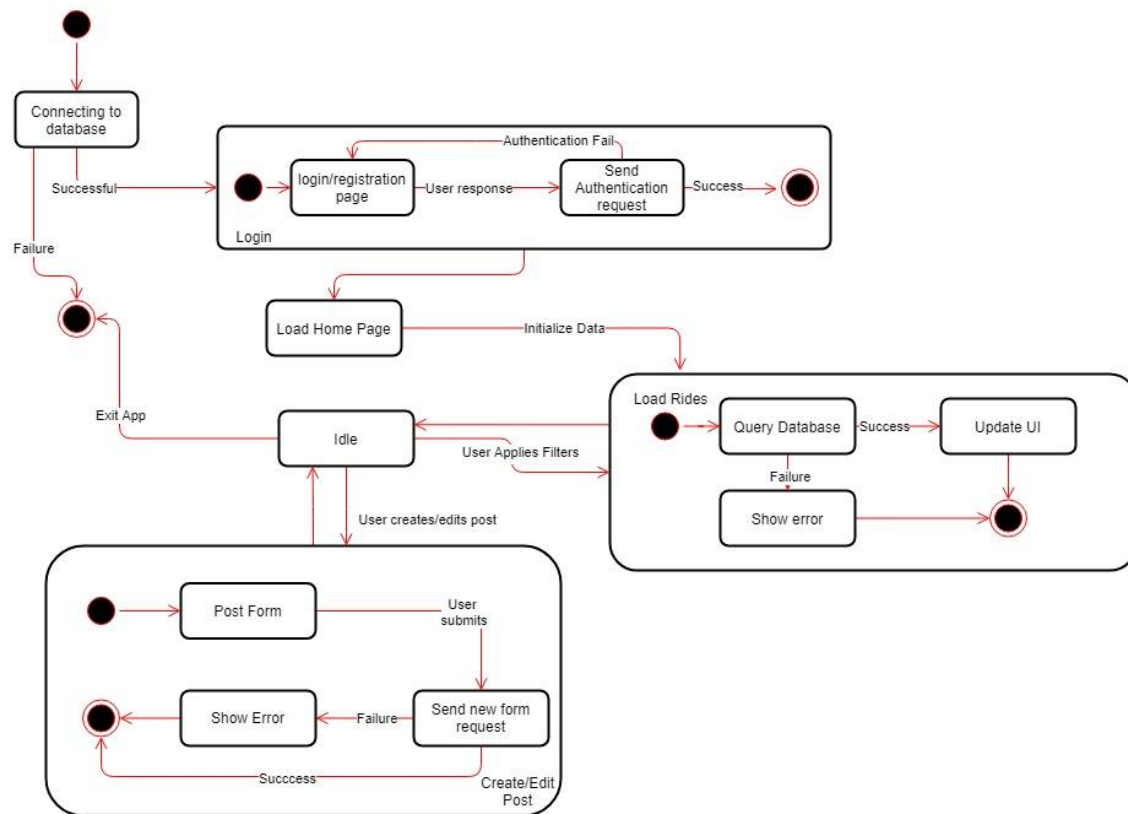 Connecting to
database
Authentication Fail
login/registration
page
User response
Send
Authentication
request
Success
Successful
Login
Failure
Load Home Page
Initialize Data
Load Rides
Exit App
Idle
User Applies Filters
Query Database
Success
Update UI
Failure
Show error
User creates/edits post
Post Form
User
submits
Show Error
Failure
Send new form
request
Succcess
Create/Edit
Post